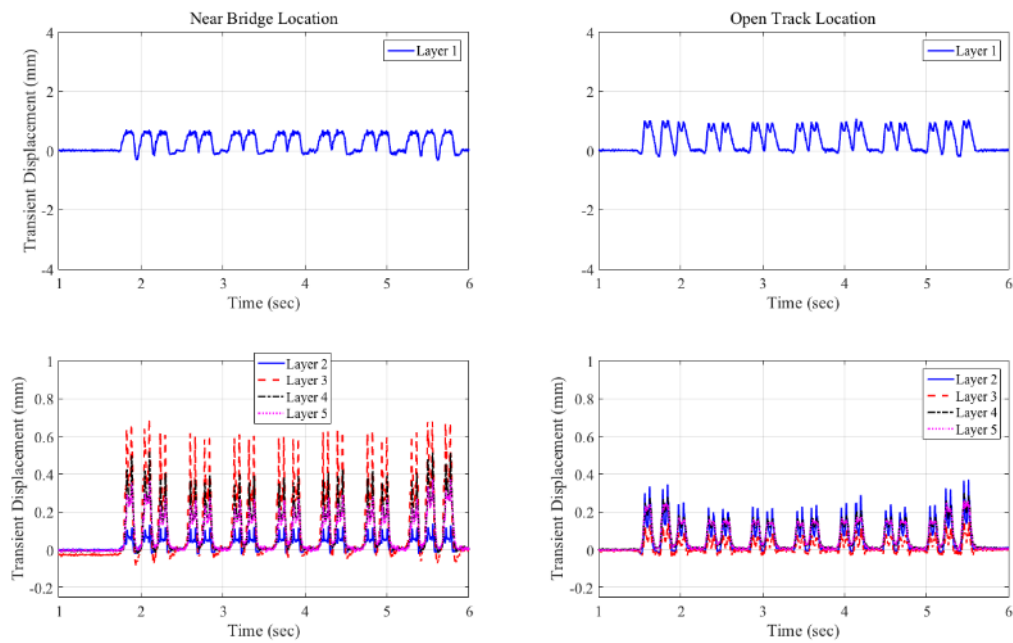 Near Bridge Location
Transient Displacement (mm)
4
2
0
-2
-4
Layer 1
1
2
3
4
5
6
Time (sec)
Open Track Location
Transient Displacement (mm)
4
2
0
-2
-4
Layer 1
1
2
3
4
5
6
Time (sec)
Transient Displacement (mm)
1
0.8
0.6
0.4
0.2
0
-0.2
Layer 2
Layer 3
Layer 4
Layer 5
1
2
3
4
5
6
Time (sec)
Transient Displacement (mm)
1
0.8
0.6
0.4
0.2
0
-0.2
Layer 2
Layer 3
Layer 4
Layer 5
1
2
3
4
5
6
Time (sec)